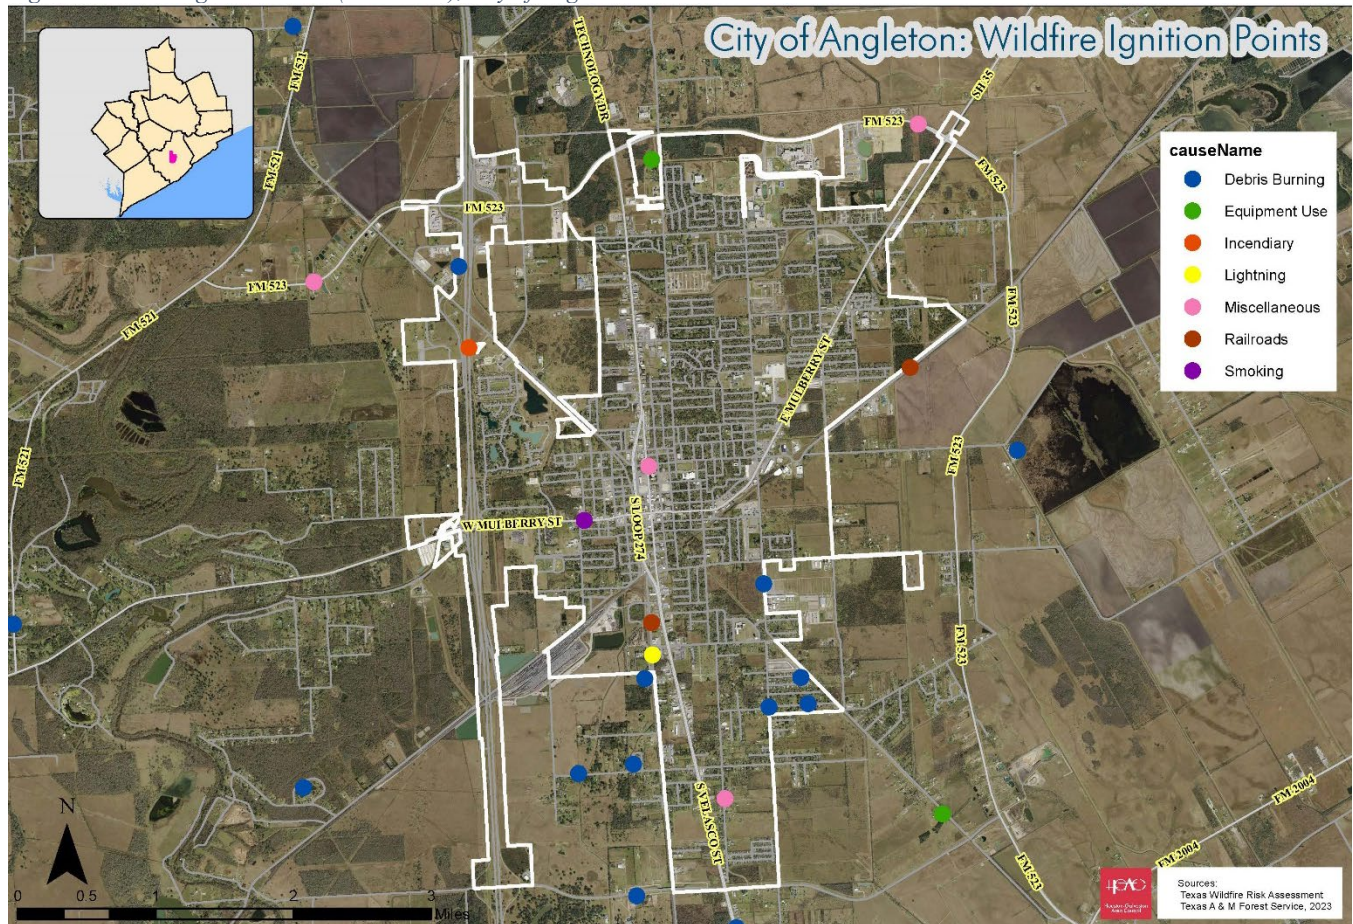 City of Angleton: Wildfire Ignition Points
FM 521
TECHNOLOGY DR
SH 35
FM 523
FM 521
FM 523
FM 523
FM 523
FM 521
FM 523
E MULBERRY ST
FM 521
FM 523
W MULBERRY ST
S LOOP 274
FM 523
S VELASCO ST
FM 2004
FM 2004
FM 523
causeName
Debris Burning
Equipment Use
Incendiary
Lightning
Miscellaneous
Railroads
Smoking
N
0 0.5 1 2 3
Miles
Sources:
Texas Wildfire Risk Assessment
Texas A & M Forest Service, 2023